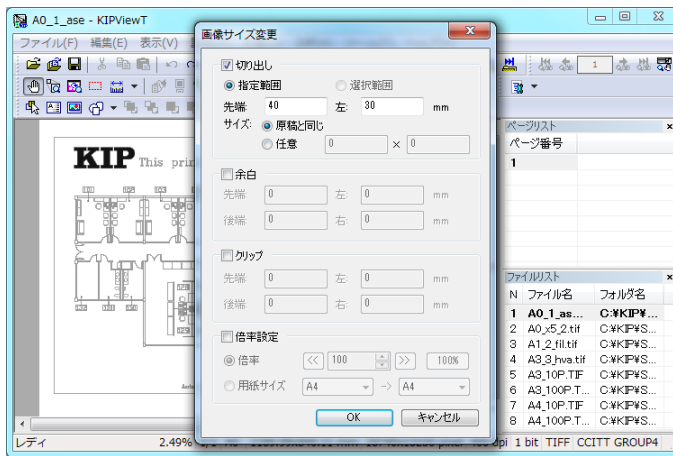 A0_1_ase - KIPViewT
ファイル(F) 編集(E) 表示(V)
1
KIP This prin
画像サイズ変更
切り出し
指定範囲 選択範囲
先端: 40 左: 30 mm
サイズ: 原稿と同じ
任意 0 × 0
余白
先端: 0 左: 0 mm
後端: 0 右: 0 mm
クリップ
先端: 0 左: 0 mm
後端: 0 右: 0 mm
倍率設定
倍率 << 100 >> 100%
用紙サイズ A4 -> A4
OK キャンセル
ページリスト
ページ番号
1
ファイルリスト
N ファイル名 フォルダ名
1 A0_1_as... C:¥KIP¥...
2 A0_x5_2.tif C:¥KIP¥S...
3 A1_2_fil.tif C:¥KIP¥S...
4 A3_3_hva.tif C:¥KIP¥S...
5 A3_10P.TIF C:¥KIP¥S...
6 A3_100P.T... C:¥KIP¥S...
7 A4_10P.TIF C:¥KIP¥S...
8 A4_100P.T... C:¥KIP¥S...
レディ 2.49% dpi 1 bit TIFF CCITT GROUP4